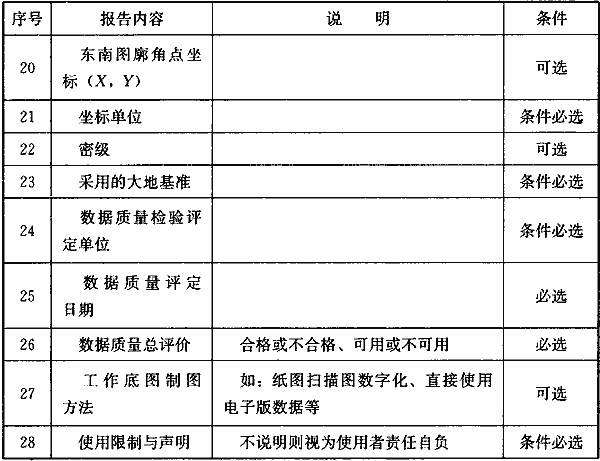 序号 报告内容 说 明 条件
20 东南图廓角点坐 可选
标（X，Y）
21 坐标单位 条件必选
22 密级 可选
23 采用的大地基准 条件必选
24 数据质量检验评 条件必选
定单位
25 数据质量评定 必选
日期
26 数据质量总评价 合格或不合格、可用或不可用 必选
27 工作底图制图 如：纸图扫描图数字化、直接使用 可选
方法 电子版数据等
28 使用限制与声明 不说明则视为使用者责任自负 条件必选